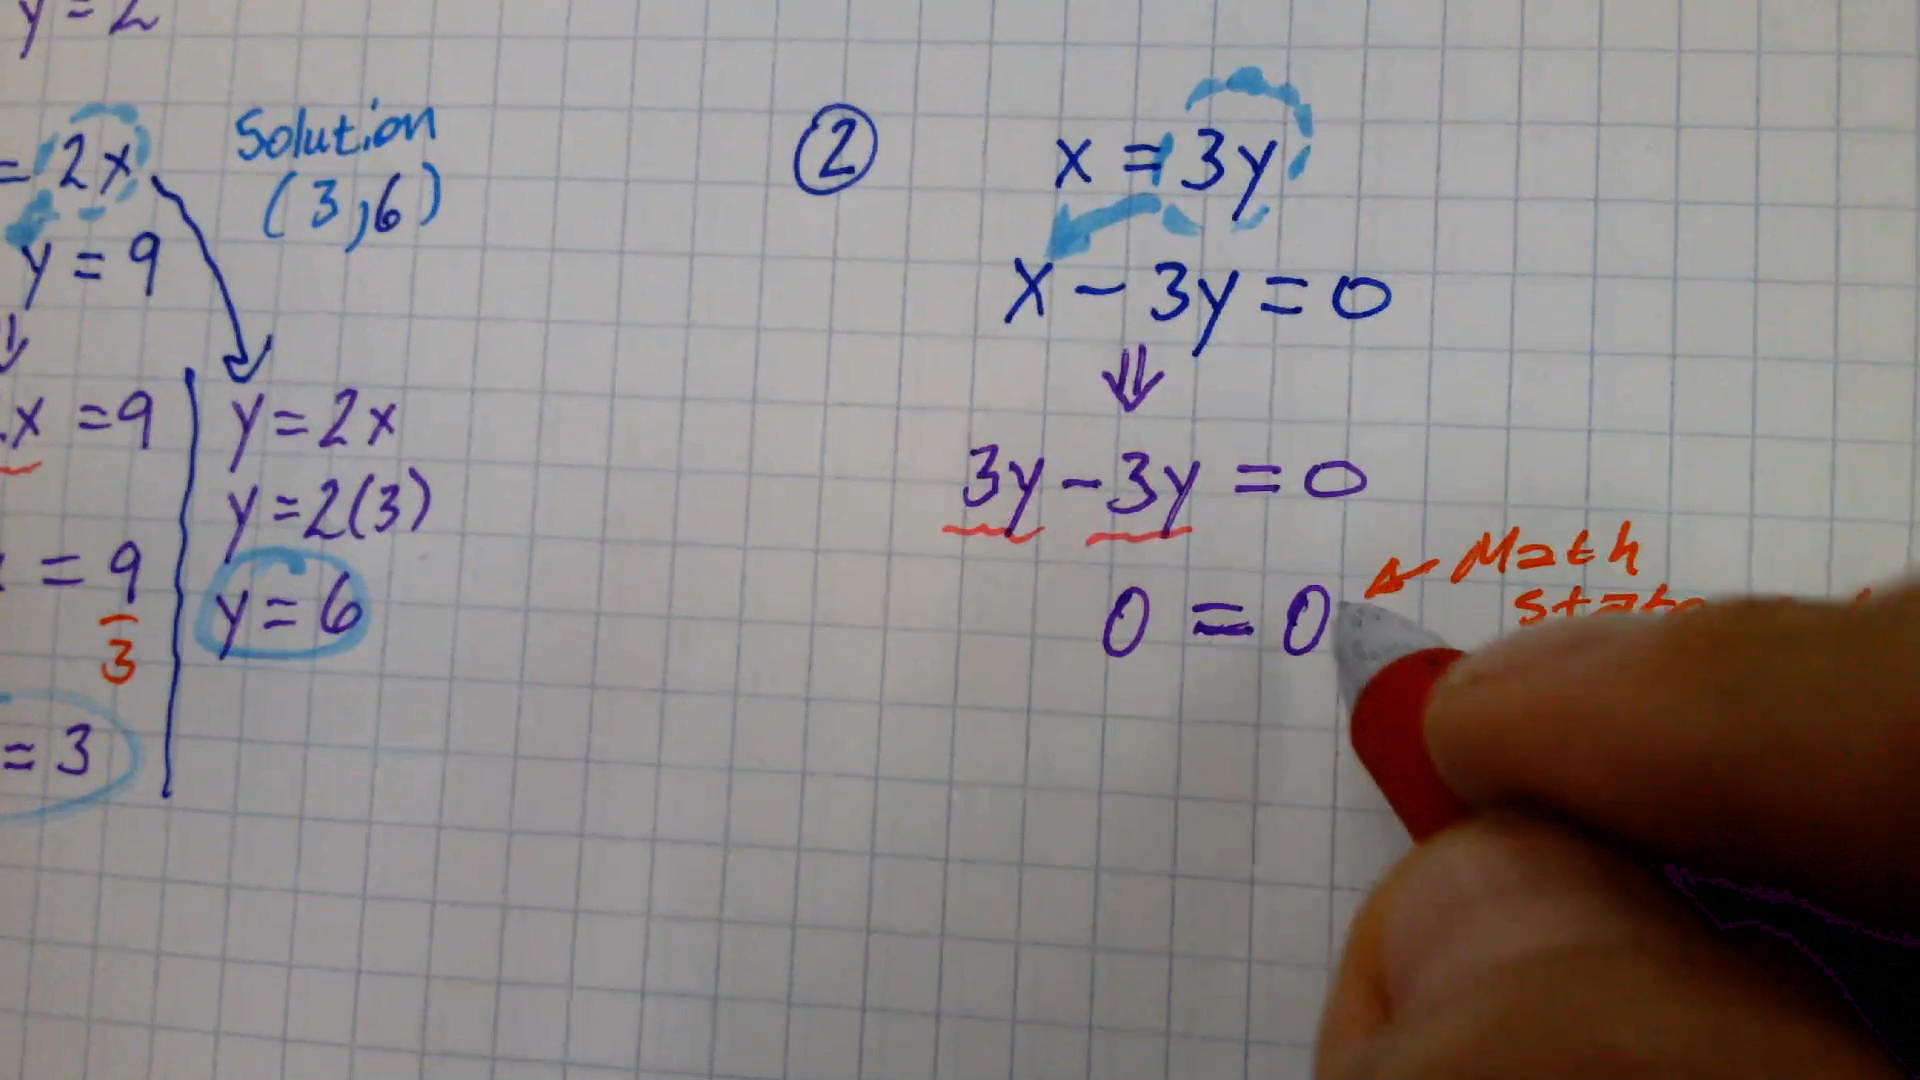 y = 2
= 2x
y = 9
x = 9
= 9
3
= 3
Solution
(3,6)
y = 2x
y = 2(3)
y = 6
2
x = 3y
x - 3y = 0
3y - 3y = 0
0 = 0
Math